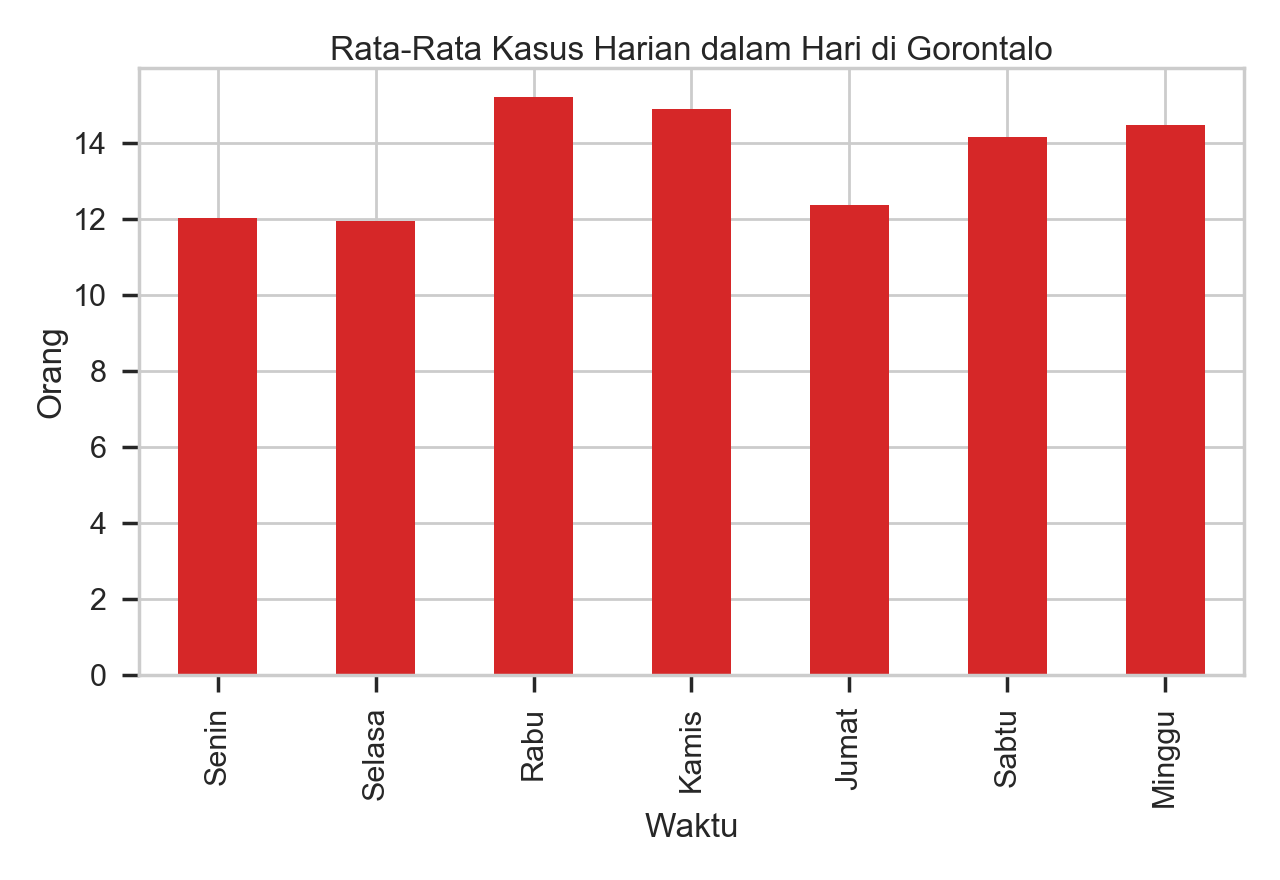 Rata-Rata Kasus Harian dalam Hari di Gorontalo
14
12
10
8
6
4
2
0
Orang
Senin
Selasa
Rabu
Kamis
Jumat
Sabtu
Minggu
Waktu